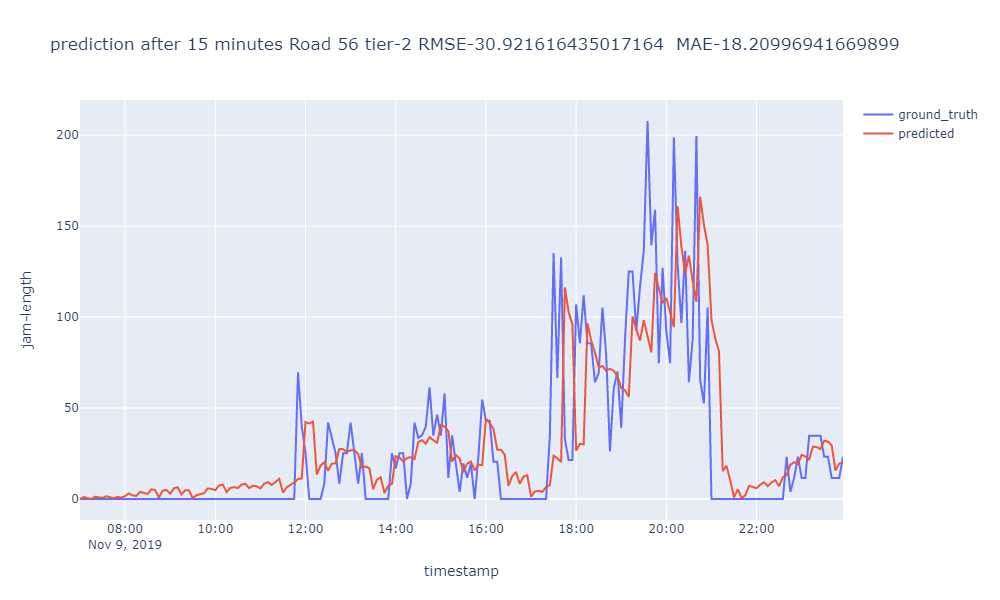 prediction after 15 minutes Road 56 tier-2 RMSE-30.921616435017164  MAE-18.20996941669899
ground_truth
predicted
200
150
100
50
0
jam-length
08:00 10:00 12:00 14:00 16:00 18:00 20:00 22:00
Nov 9, 2019
timestamp